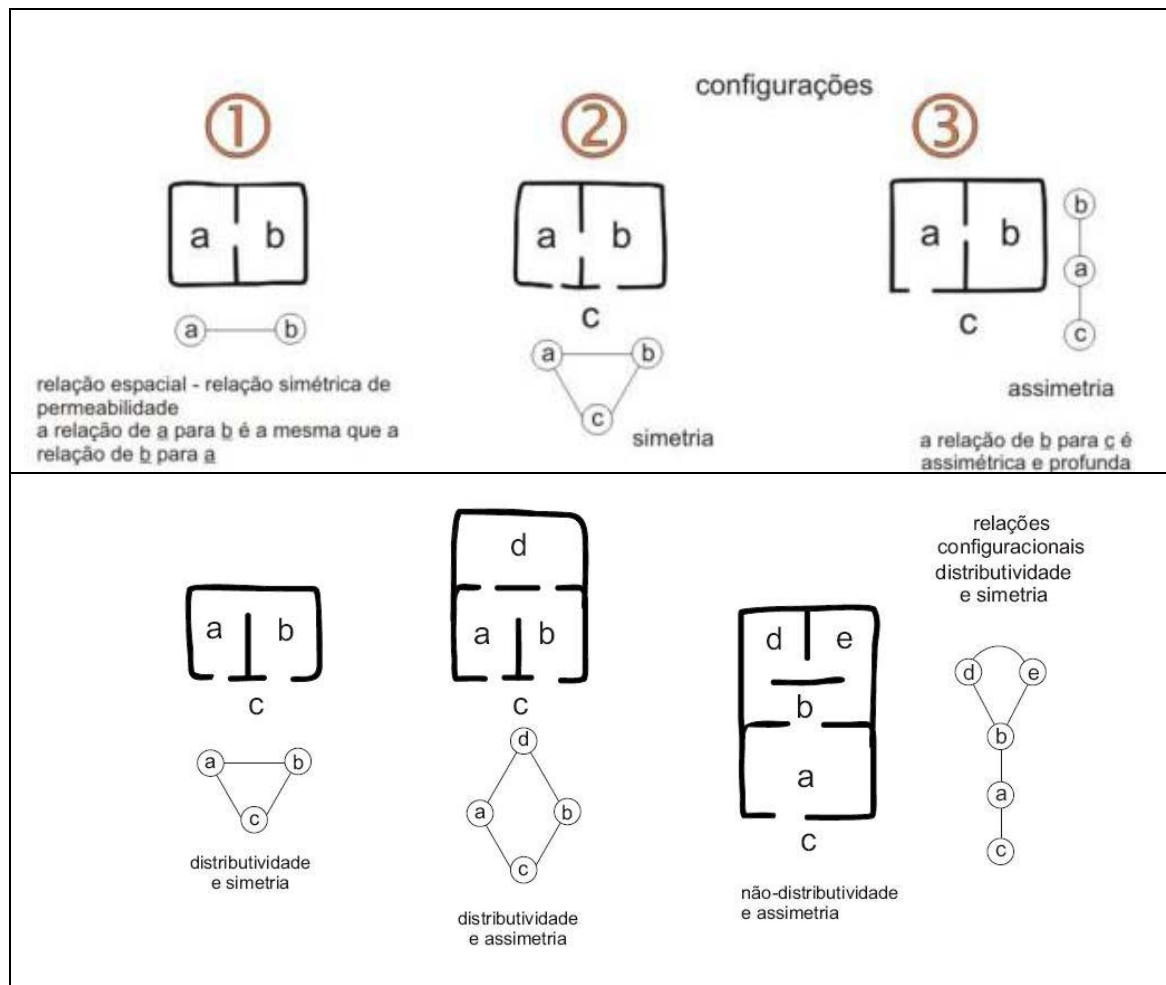 configurações
① ② ③
a b
a b
a b
c
c
a b
a b
c
b
a
c
relação espacial - relação simétrica de
permeabilidade
a relação de a para b é a mesma que a
relação de b para a
simetria
assimetria
a relação de b para c é
assimétrica e profunda
a b
c
a b
c
distributividade
e simetria
d
a b
c
d
a b
c
distributividade
e assimetria
d e
b
a
c
não-distributividade
e assimetria
relações
configuracionais
distributividade
e simetria
d e
b
a
c